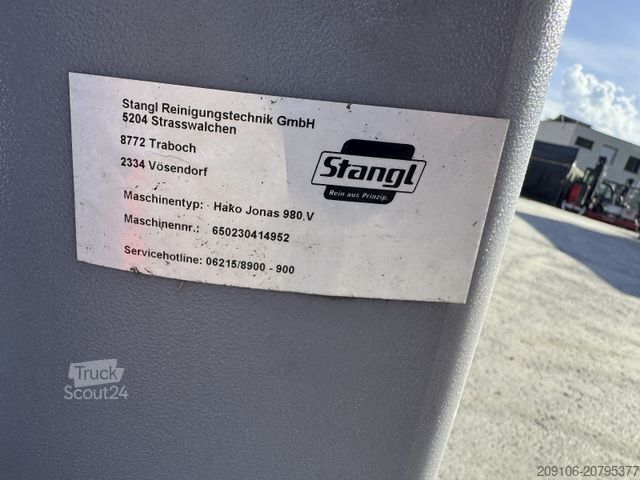 Stangl Reinigungstechnik GmbH
5204 Strasswalchen
8772 Traboch
2334 Vösendorf
Stangl
Rein aus Prinzip.
Maschinentyp: Hako Jonas 980 V
Maschinennr.: 650230414952
Servicehotline: 06215/8900 - 900
Truck
Scout24
209106-20795377